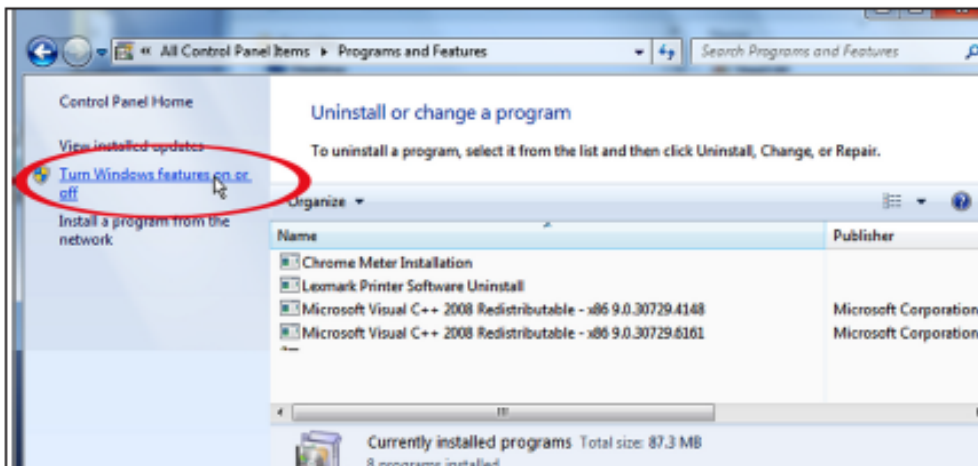 « All Control Panel Items ▸ Programs and Features
Search Programs and Features
Control Panel Home
View installed updates
Turn Windows features on or
off
Install a program from the
network
Uninstall or change a program
To uninstall a program, select it from the list and then click Uninstall, Change, or Repair.
Organize
Name
Publisher
Chrome Meter Installation
Lexmark Printer Software Uninstall
Microsoft Visual C++ 2008 Redistributable - x86 9.0.30729.4148
Microsoft Corporation
Microsoft Visual C++ 2008 Redistributable - x86 9.0.30729.6161
Microsoft Corporation
Currently installed programs Total size: 87.3 MB
8 programs installed